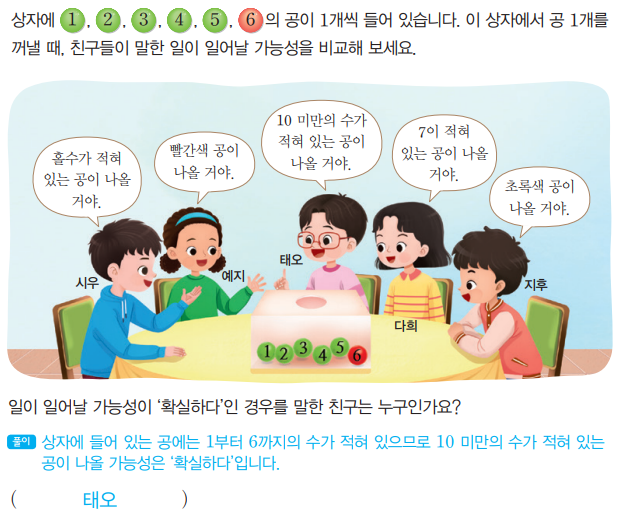 상자에 1, 2, 3, 4, 5, 6의 공이 1개씩 들어 있습니다. 이 상자에서 공 1개를
꺼낼 때, 친구들이 말한 일이 일어날 가능성을 비교해 보세요.
홀수가 적혀
있는 공이 나올
거야.
빨간색 공이
나올 거야.
10 미만의 수가
적혀 있는 공이
나올 거야.
7이 적혀
있는 공이 나올
거야.
초록색 공이
나올 거야.
시우
예지
태오
다희
지후
1 2 3 4 5 6
일이 일어날 가능성이 ‘확실하다’인 경우를 말한 친구는 누구인가요?
풀이 상자에 들어 있는 공에는 1부터 6까지의 수가 적혀 있으므로 10 미만의 수가 적혀 있는
공이 나올 가능성은 ‘확실하다’입니다.
( 태오 )